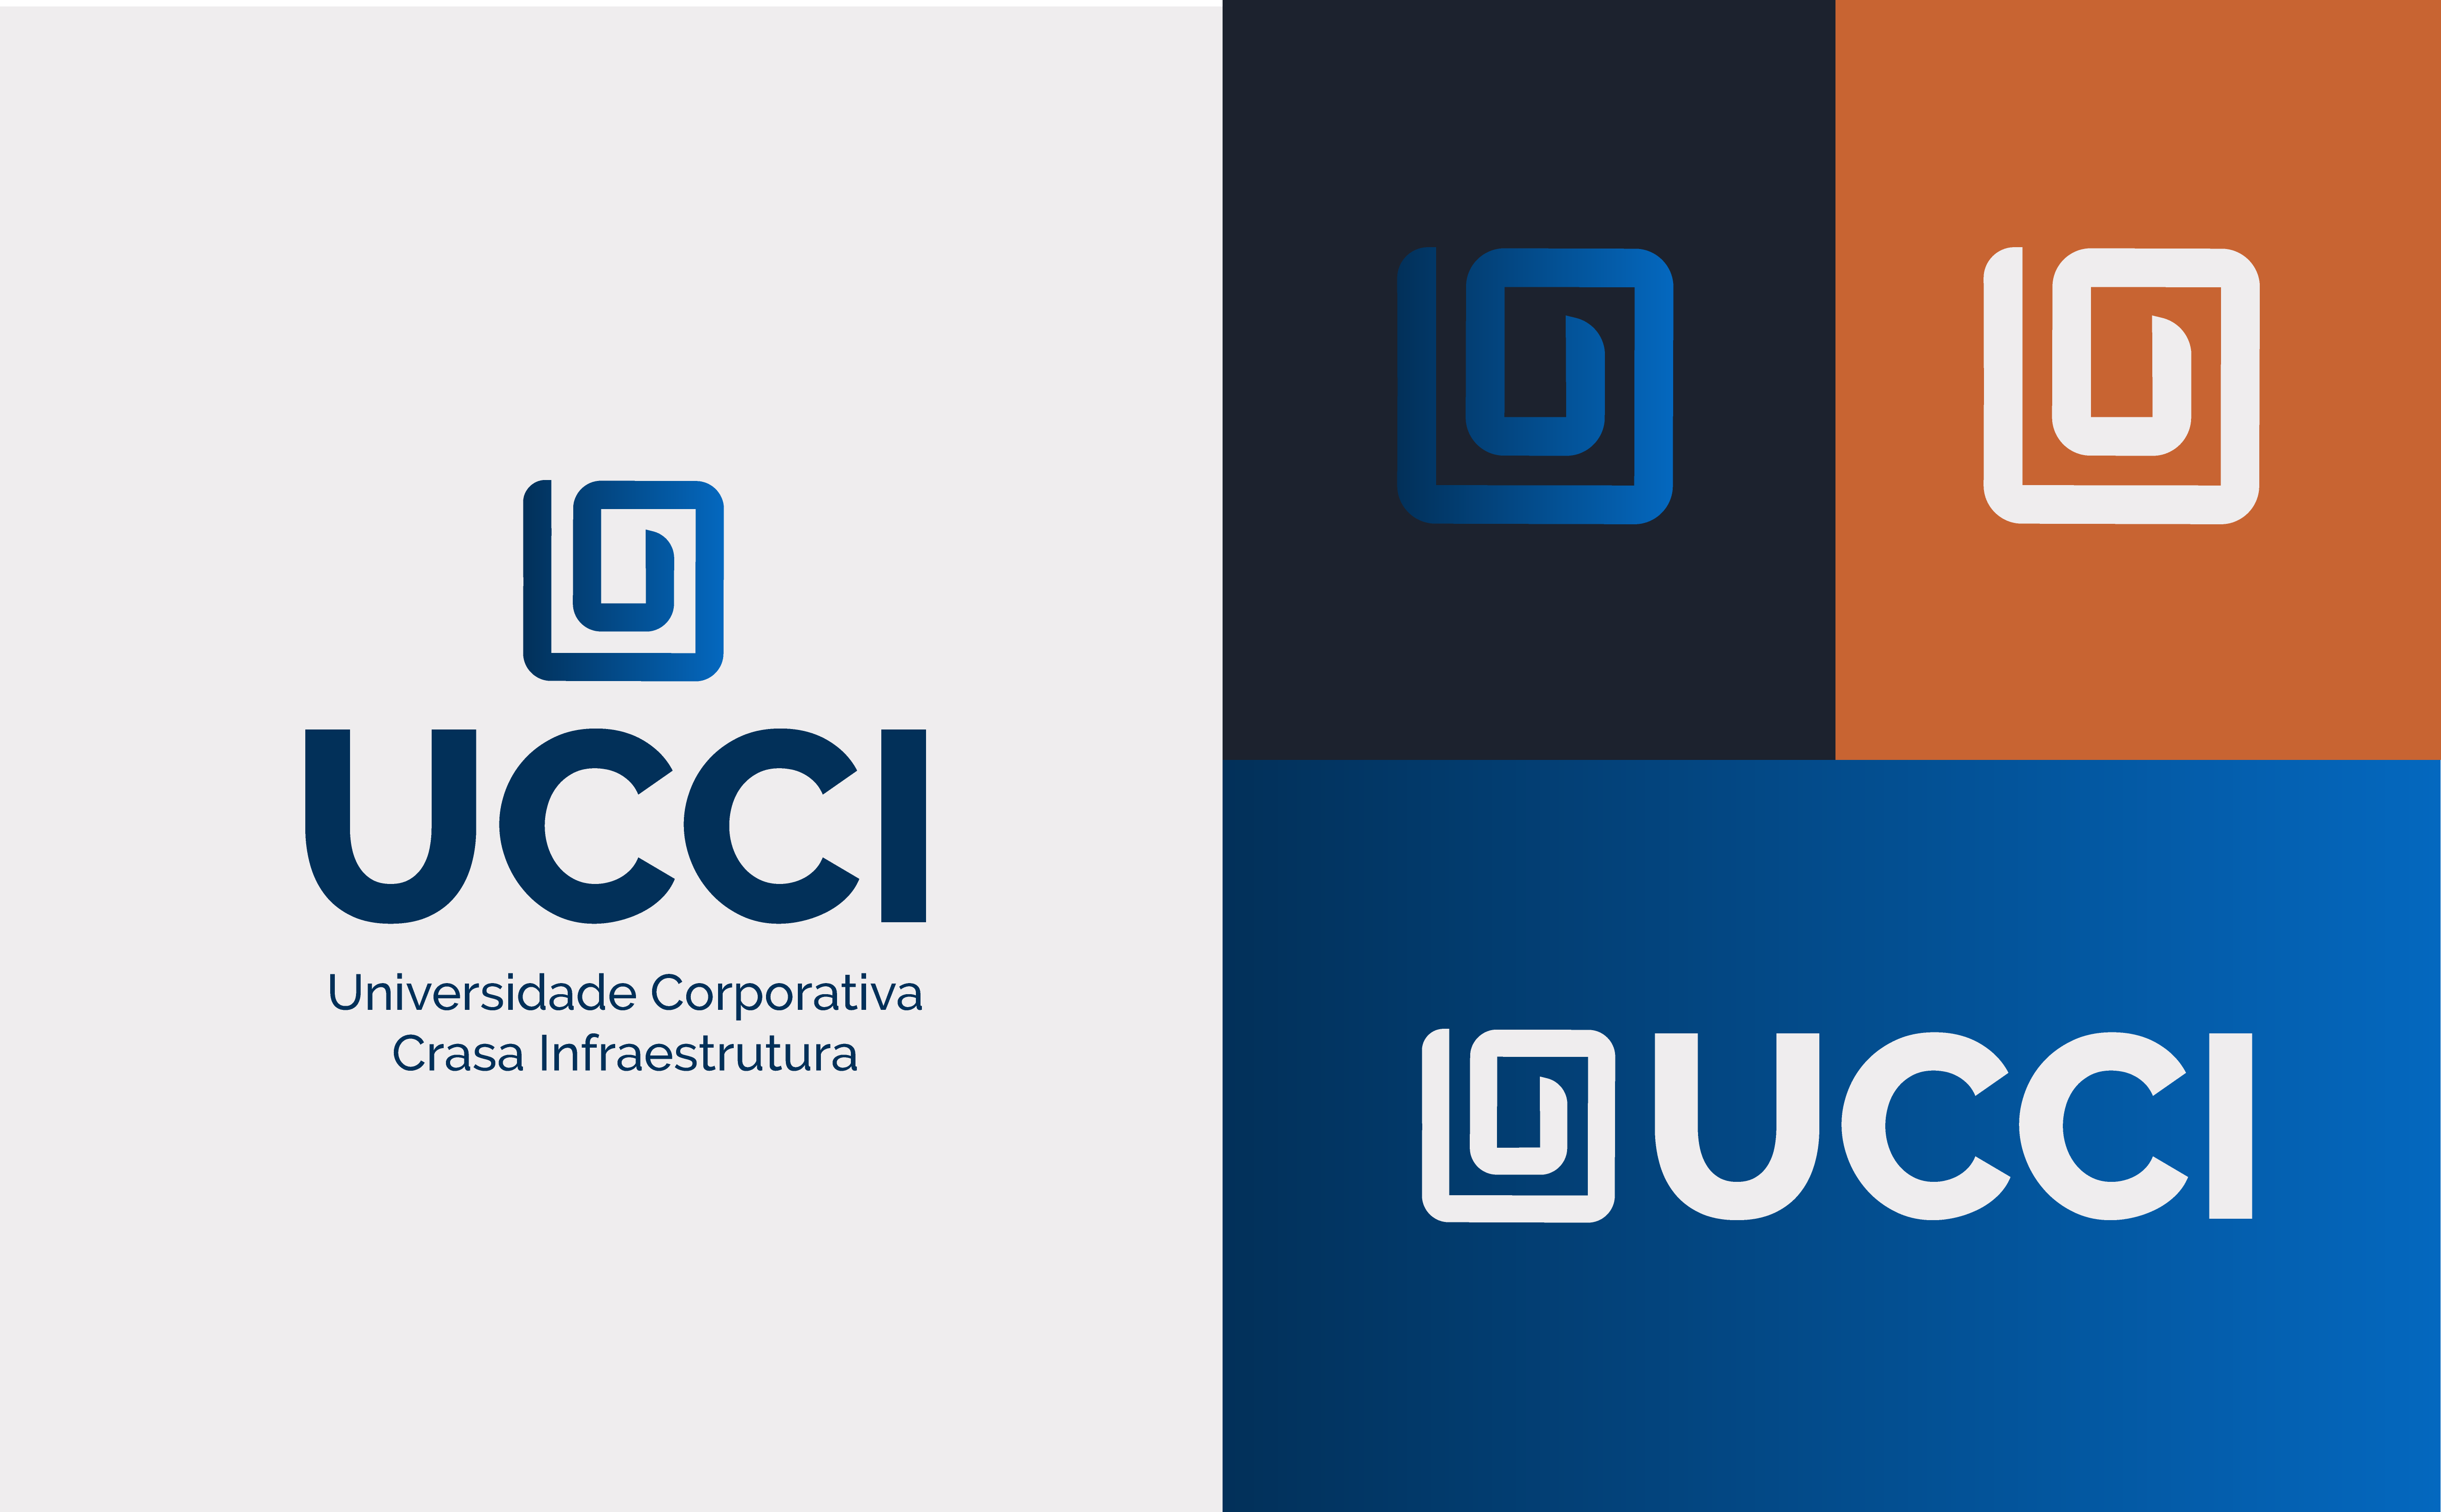 UCCI
Universidade Corporativa
Crasa Infraestrutura
UCCI